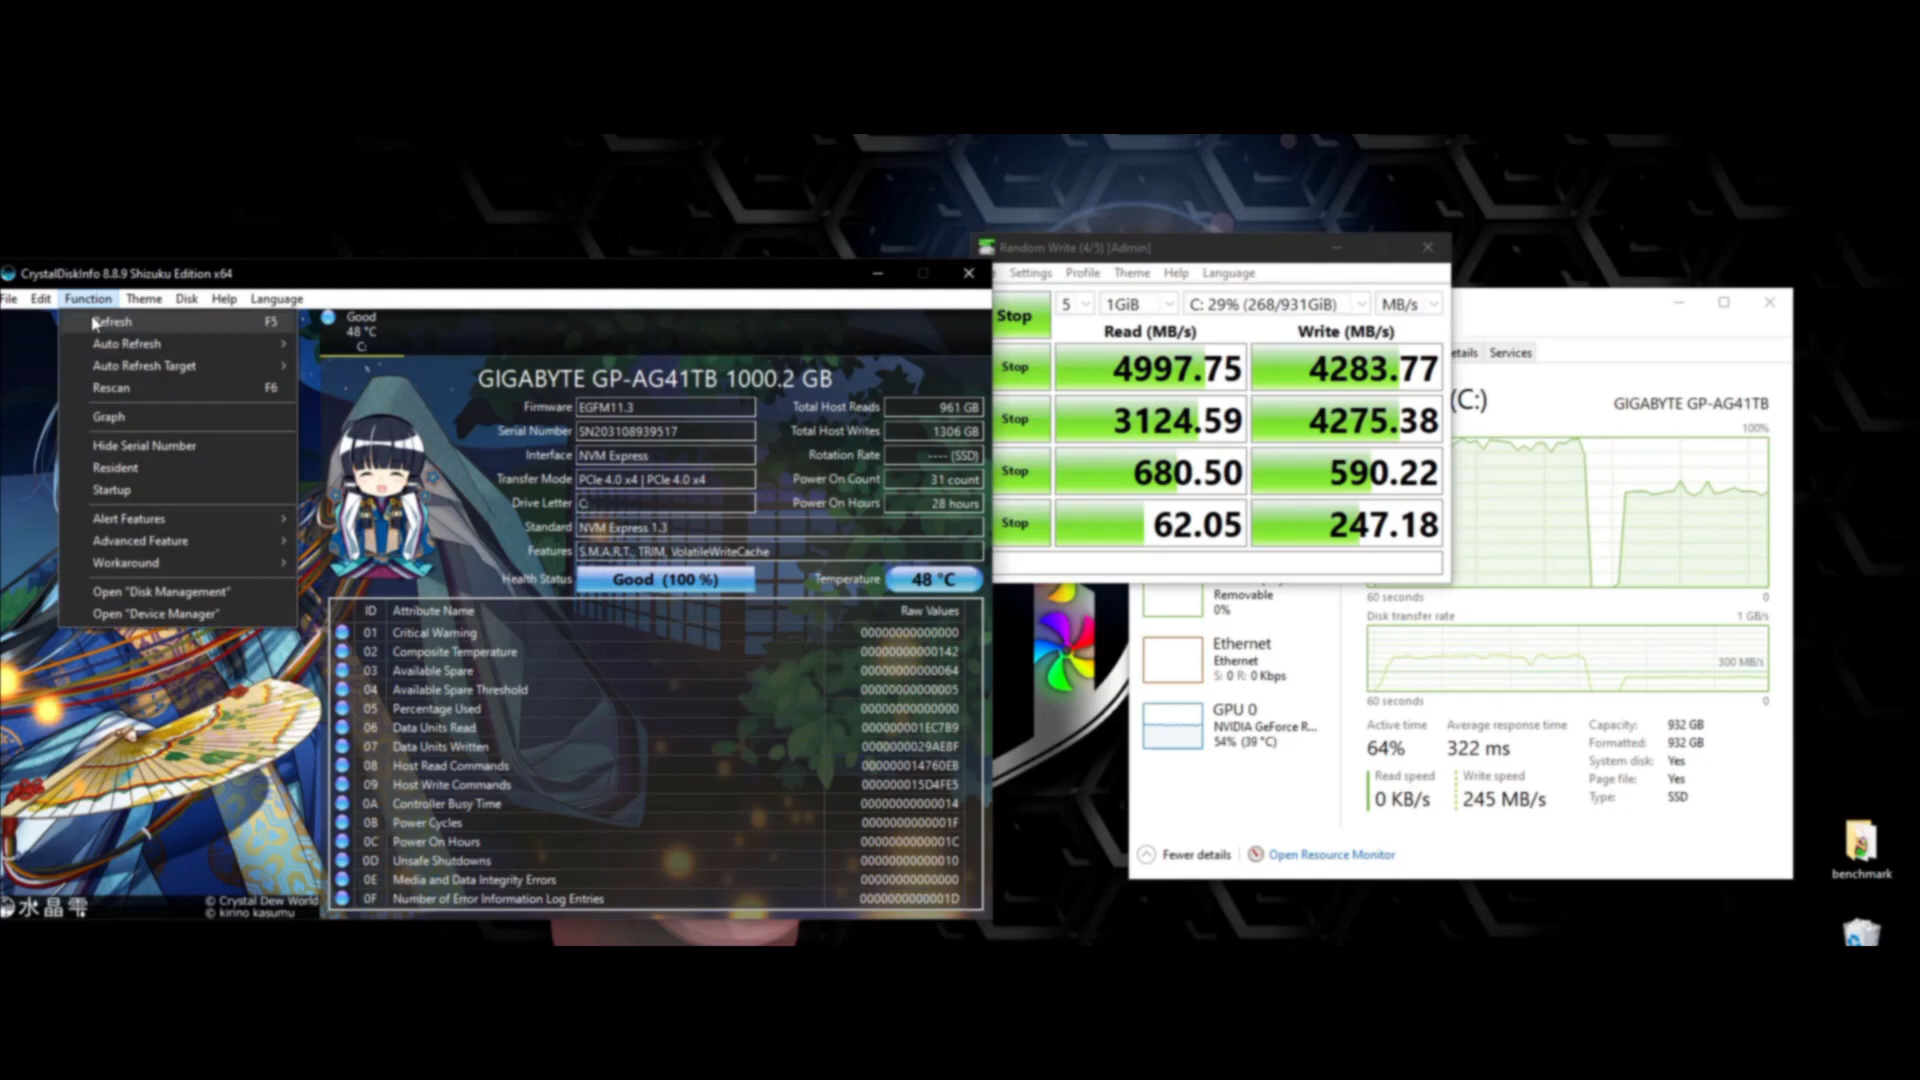 CrystalDiskInfo 8.8.9 Shizuku Edition x64
File Edit Function Theme Disk Help Language
Refresh F5
Auto Refresh
Auto Refresh Target
Rescan F6
Graph
Hide Serial Number
Resident
Startup
Alert Features
Advanced Feature
Workaround
Open "Disk Management"
Open "Device Manager"
Good
48 °C
C:
GIGABYTE GP-AG41TB 1000.2 GB
Firmware EGFM11.3 Total Host Reads 961 GB
Serial Number SN203108939517 Total Host Writes 1306 GB
Interface NVM Express Rotation Rate ---- (SSD)
Transfer Mode PCIe 4.0 x4 | PCIe 4.0 x4 Power On Count 31 count
Drive Letter C: Power On Hours 28 hours
Standard NVM Express 1.3
Features S.M.A.R.T., TRIM, VolatileWriteCache
Health Status Good (100 %) Temperature 48 °C
ID Attribute Name Raw Values
01 Critical Warning 00000000000000
02 Composite Temperature 00000000000142
03 Available Spare 00000000000064
04 Available Spare Threshold 00000000000005
05 Percentage Used 00000000000000
06 Data Units Read 000000001EC7B9
07 Data Units Written 0000000029AE8F
08 Host Read Commands 000000014760EB
09 Host Write Commands 000000015D4FE5
0A Controller Busy Time 00000000000014
0B Power Cycles 0000000000001F
0C Power On Hours 0000000000001C
0D Unsafe Shutdowns 00000000000010
0E Media and Data Integrity Errors 00000000000000
0F Number of Error Information Log Entries 0000000000001D
水晶雫
© Crystal Dew World
© kirino kasumu
Random Write (4/5) [Admin]
Settings Profile Theme Help Language
Stop 5 1GiB C: 29% (268/931GiB) MB/s
Read (MB/s) Write (MB/s)
Stop 4997.75 4283.77
Stop 3124.59 4275.38
Stop 680.50 590.22
Stop 62.05 247.18
etails Services
(C:) GIGABYTE GP-AG41TB
100%
60 seconds 0
Disk transfer rate 1 GB/s
300 MB/s
60 seconds 0
Removable
0%
Ethernet
Ethernet
S: 0 R: 0 Kbps
GPU 0
NVIDIA GeForce R...
54% (39 °C)
Active time Average response time
64% 322 ms
Read speed Write speed
0 KB/s 245 MB/s
Capacity: 932 GB
Formatted: 932 GB
System disk: Yes
Page file: Yes
Type: SSD
Fewer details Open Resource Monitor
benchmark